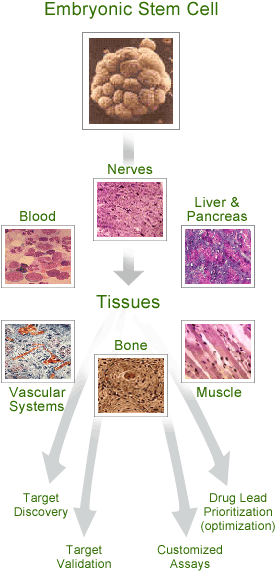 Embryonic Stem Cell
Nerves
Blood
Liver &
Pancreas
Tissues
Bone
Vascular
Systems
Muscle
Target
Discovery
Drug Lead
Prioritization
(optimization)
Target
Validation
Customized
Assays